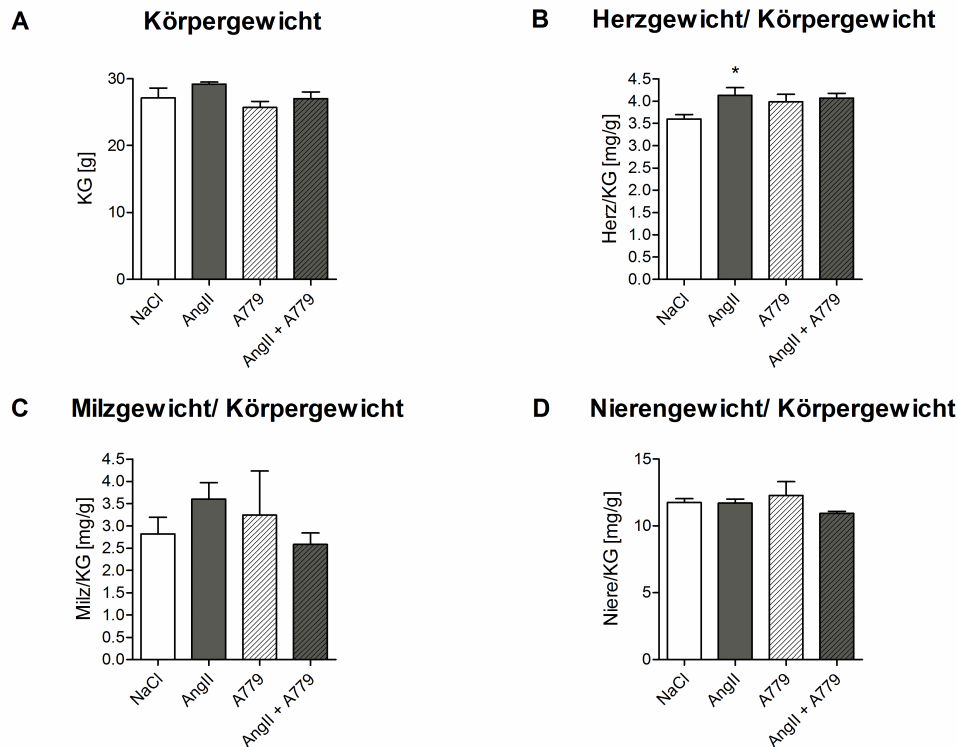 A Körpergewicht
30
20
10
0
KG [g]
NaCl
AngII
A779
AngII + A779
B Herzgewicht/ Körpergewicht
*
4.5
4.0
3.5
3.0
2.5
2.0
1.5
1.0
0.5
0.0
Herz/KG [mg/g]
NaCl
AngII
A779
AngII + A779
C Milzgewicht/ Körpergewicht
4.5
4.0
3.5
3.0
2.5
2.0
1.5
1.0
0.5
0.0
Milz/KG [mg/g]
NaCl
AngII
A779
AngII + A779
D Nierengewicht/ Körpergewicht
15
10
5
0
Niere/KG [mg/g]
NaCl
AngII
A779
AngII + A779